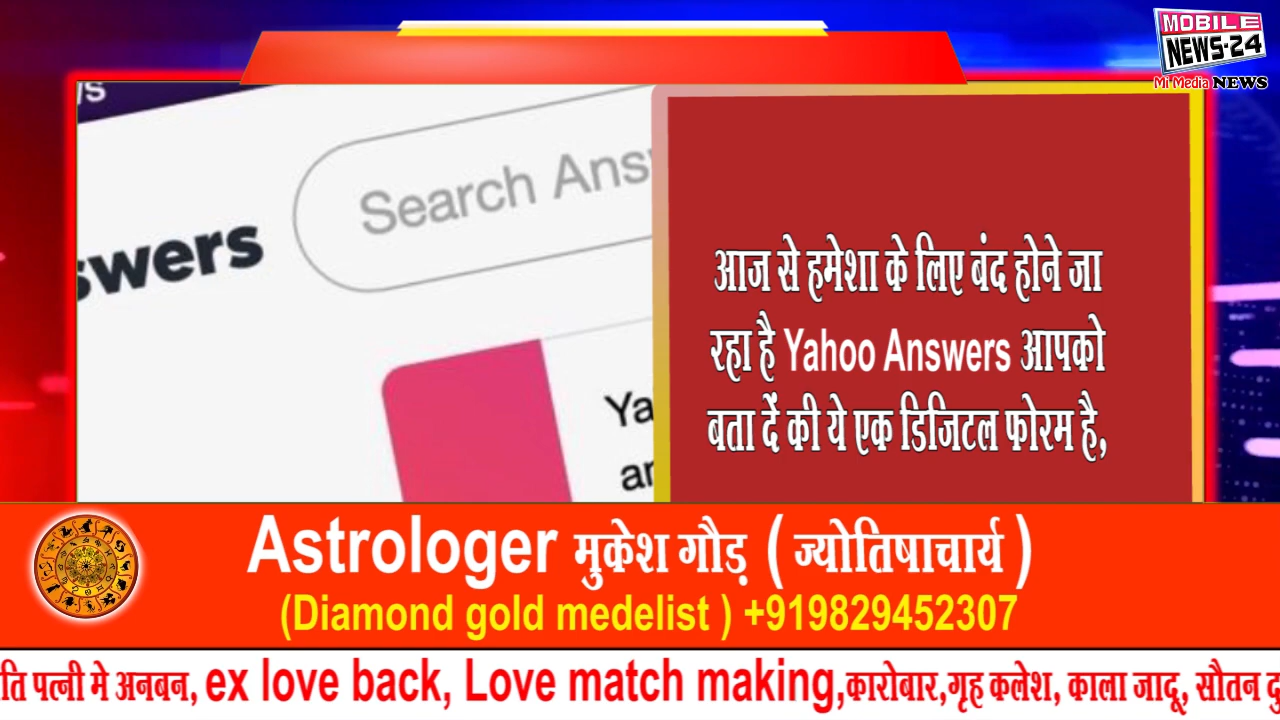 MOBILE
NEWS-24
Mi Media NEWS
/s
swers
Search Ans
Ya
an
आज से हमेशा के लिए बंद होने जा
रहा है Yahoo Answers आपको
बता दें की ये एक डिजिटल फोरम है,
Astrologer मुकेश गौड़ ( ज्योतिषाचार्य )
(Diamond gold medelist ) +919829452307
ति पत्नी मे अनबन, ex love back, Love match making,कारोबार,गृह कलेश, काला जादू, सौतन दु